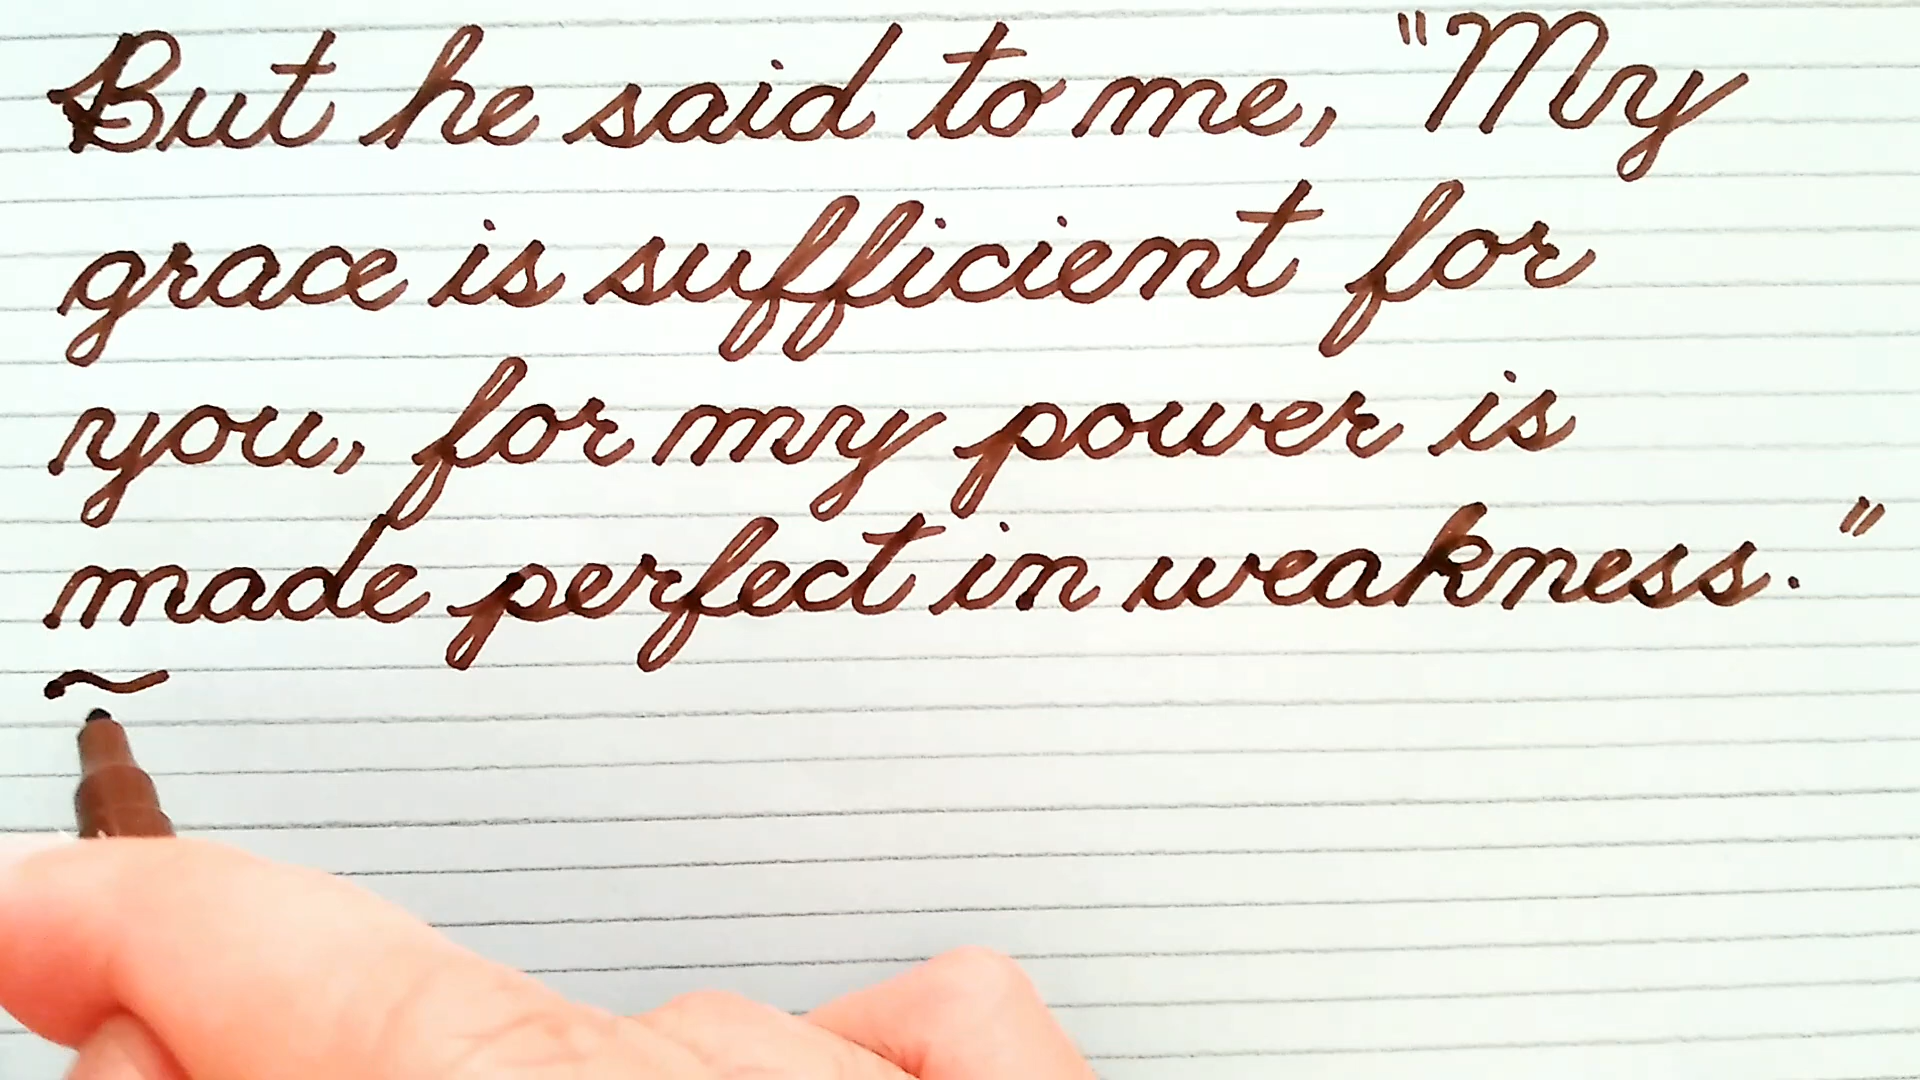 But he said to me, "My
grace is sufficient for
you, for my power is
made perfect in weakness."
~